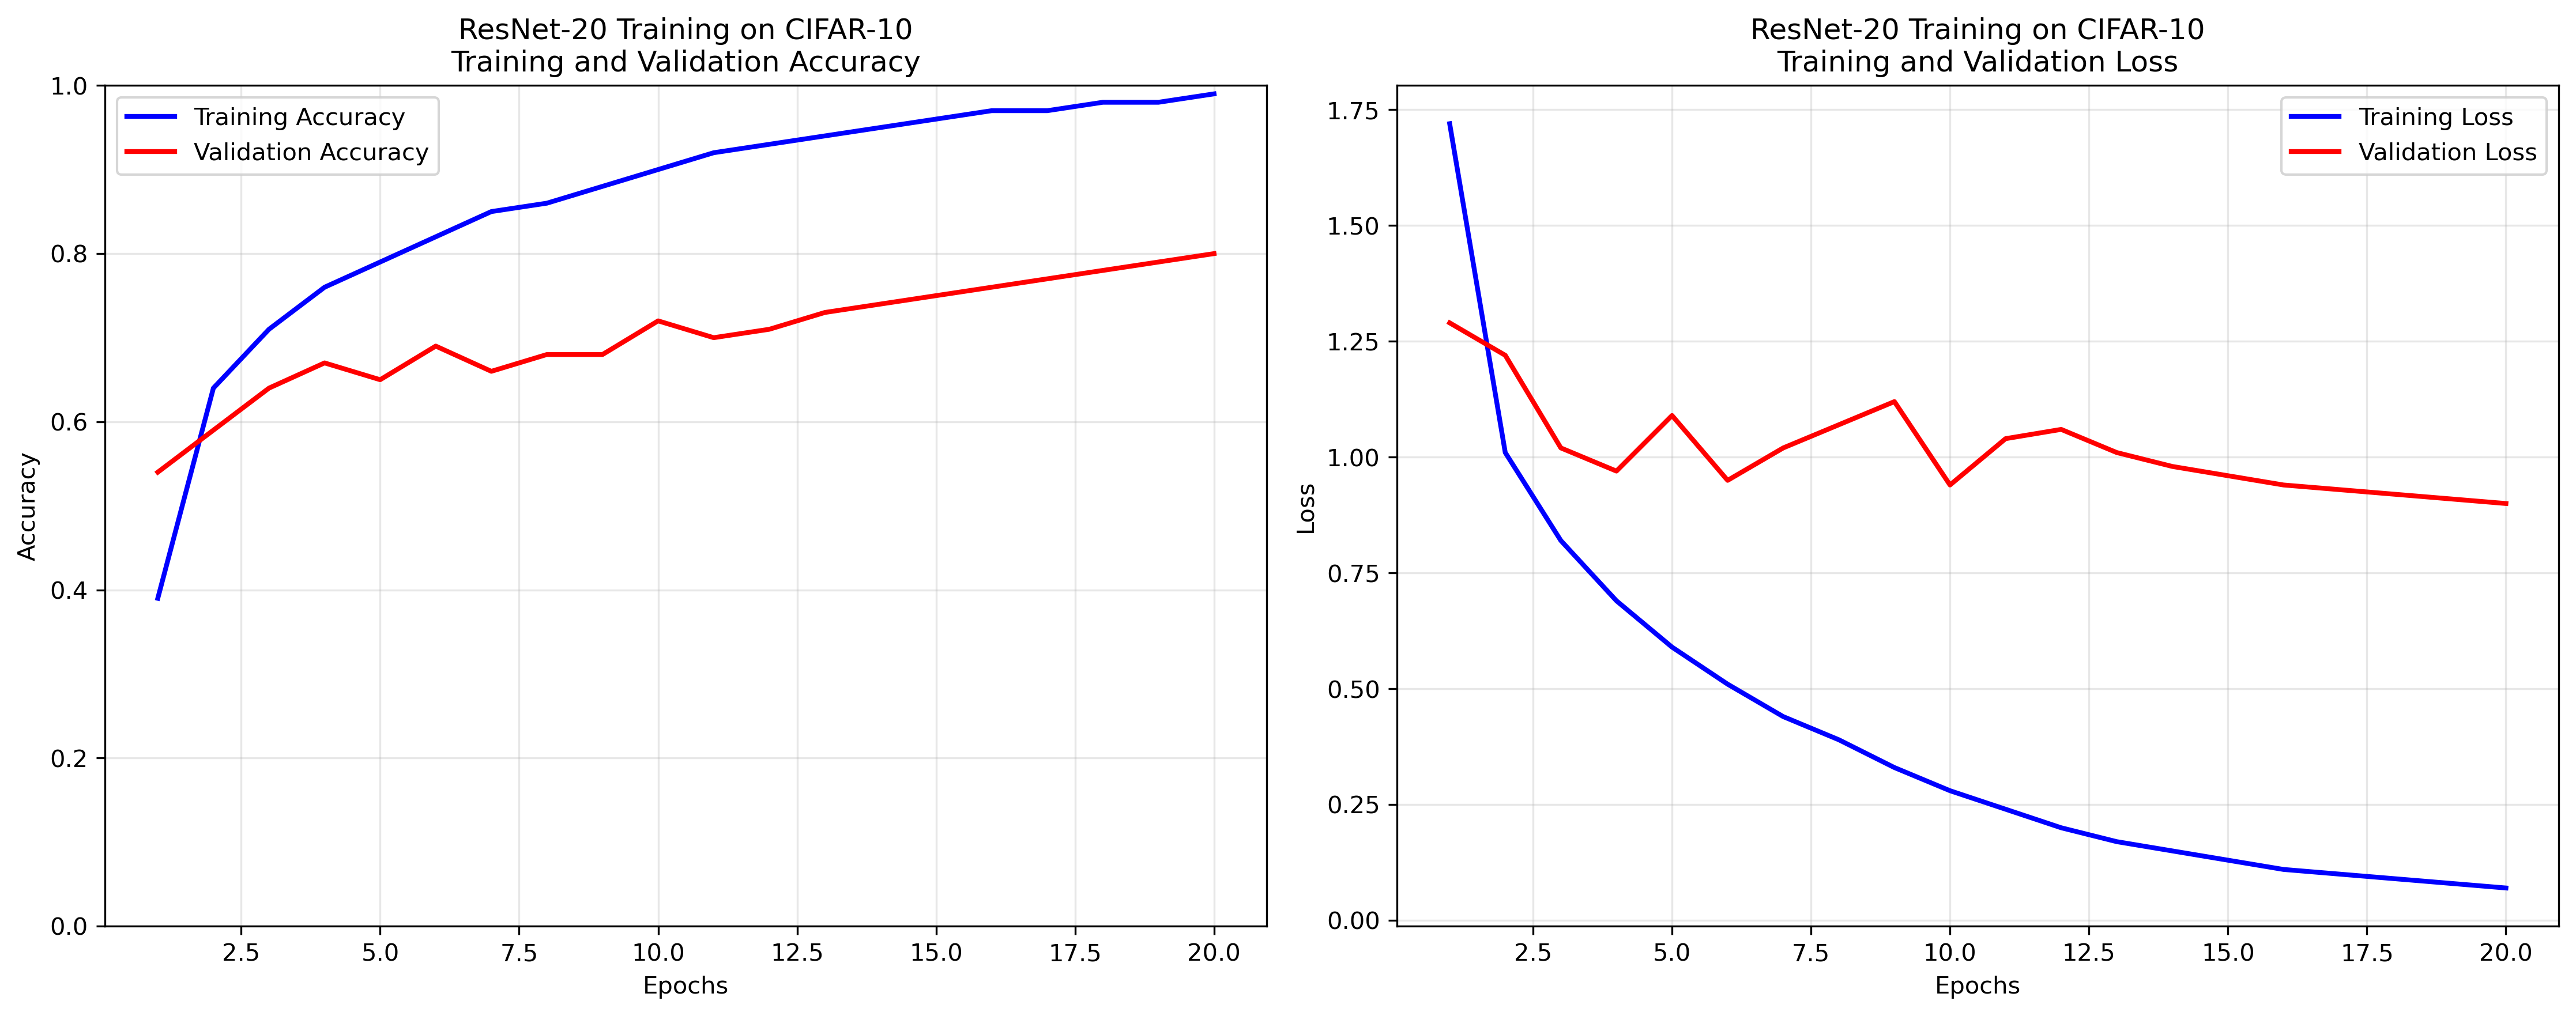 ResNet-20 Training on CIFAR-10
Training and Validation Accuracy
Training Accuracy
Validation Accuracy
1.0
0.8
0.6
0.4
0.2
0.0
Accuracy
2.5 5.0 7.5 10.0 12.5 15.0 17.5 20.0
Epochs
ResNet-20 Training on CIFAR-10
Training and Validation Loss
Training Loss
Validation Loss
1.75
1.50
1.25
1.00
0.75
0.50
0.25
0.00
Loss
2.5 5.0 7.5 10.0 12.5 15.0 17.5 20.0
Epochs